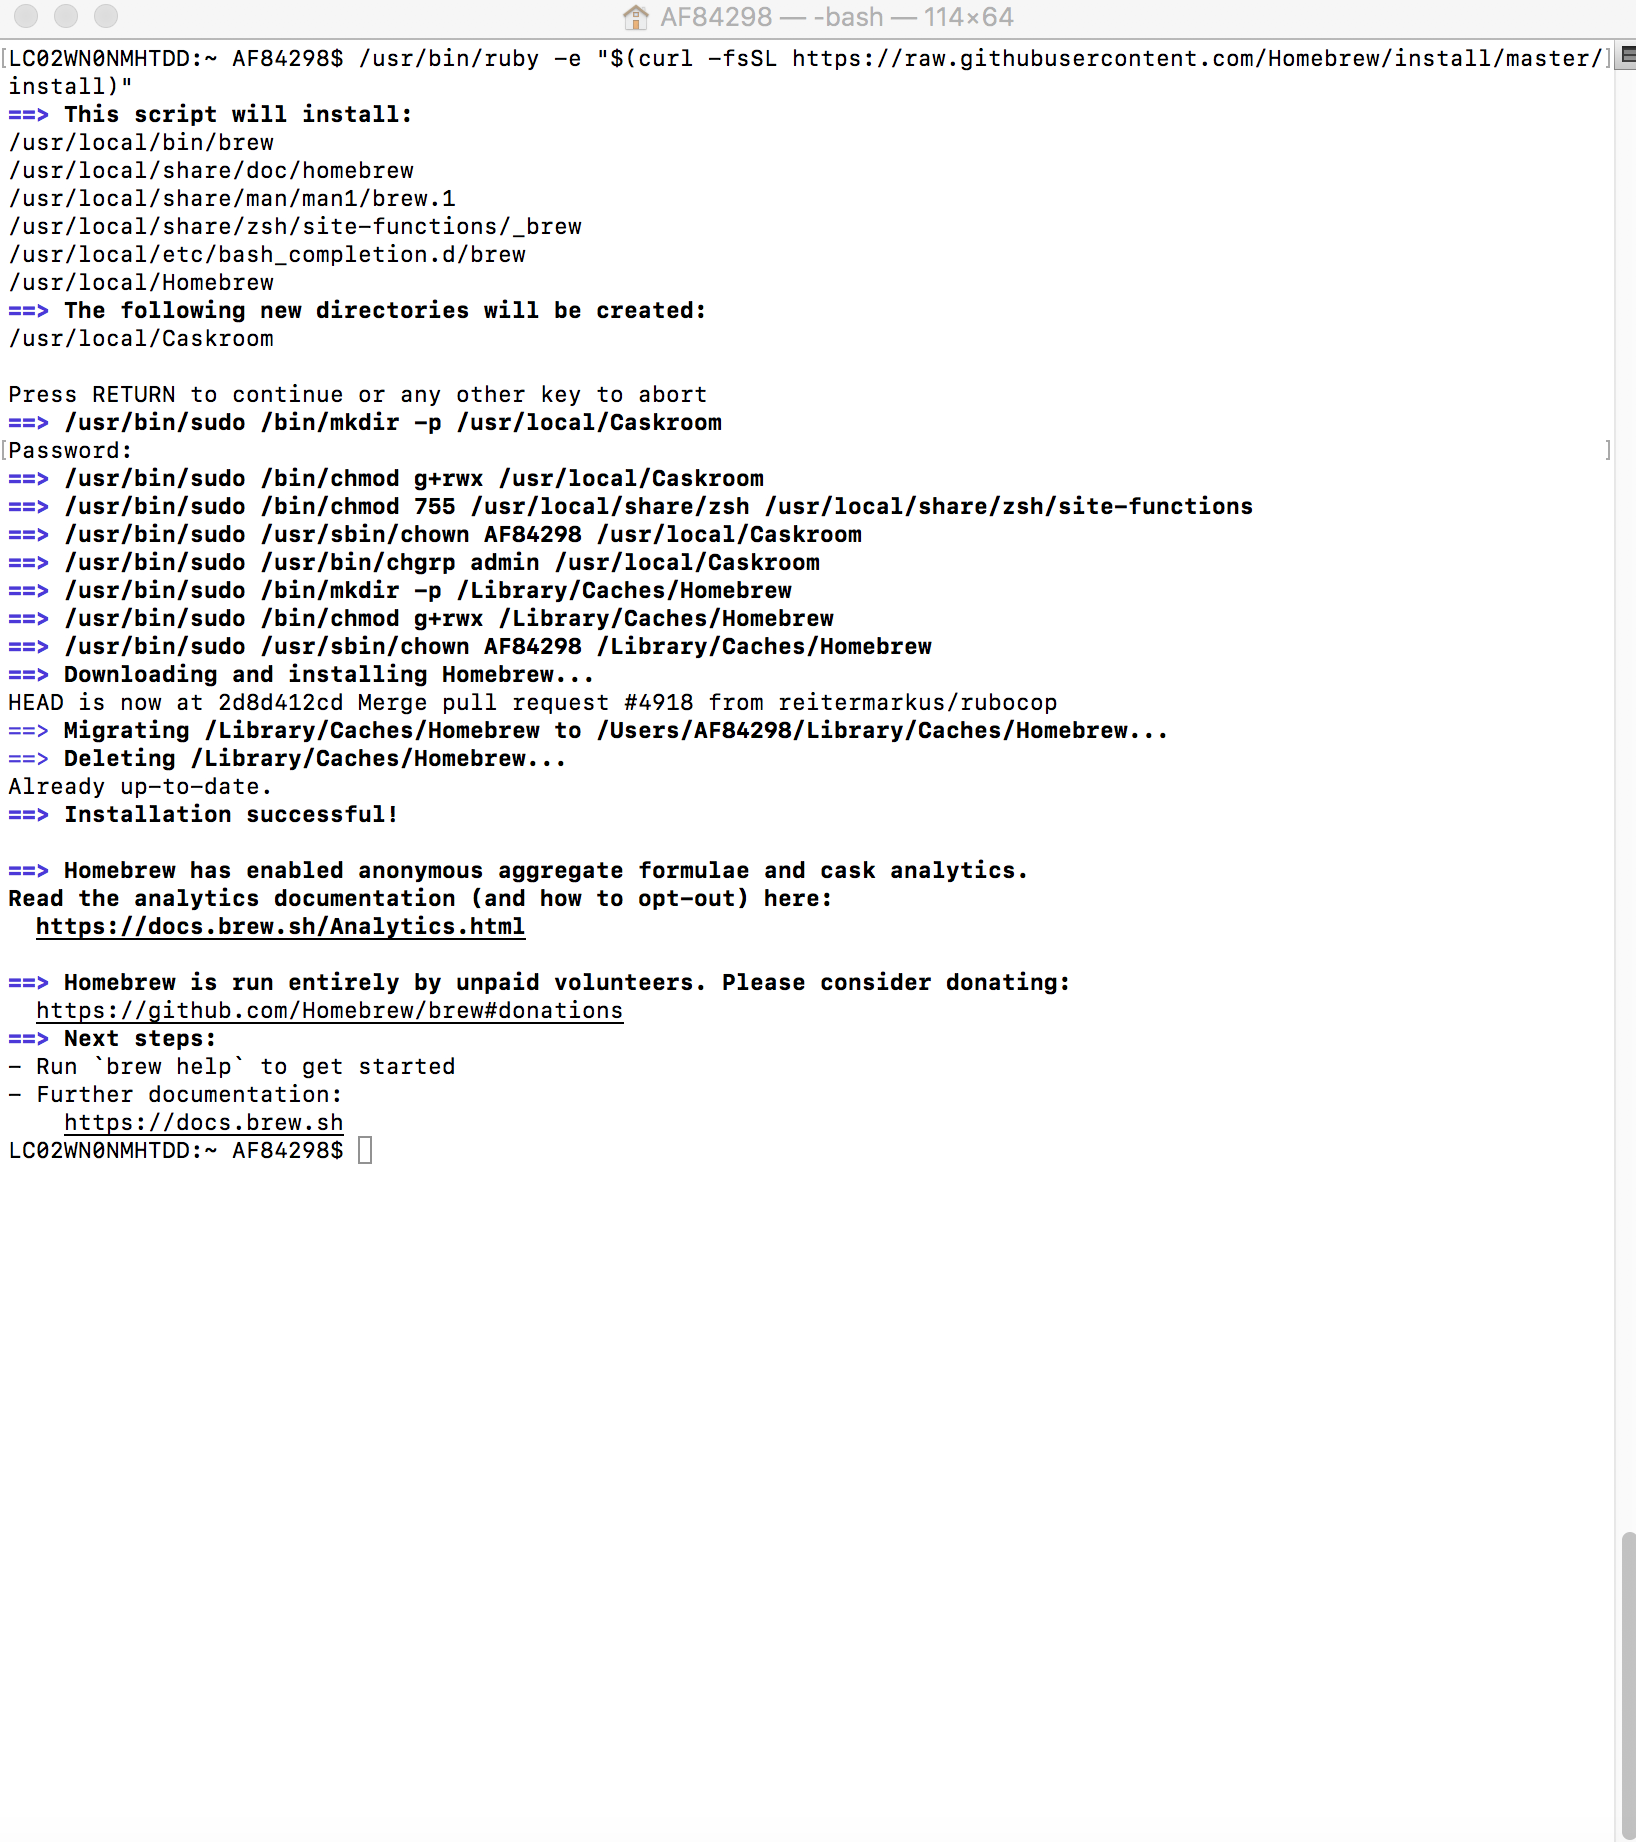 AF84298 — -bash — 114×64
LC02WN0NMHTDD:~ AF84298$ /usr/bin/ruby -e "$(curl -fsSL https://raw.githubusercontent.com/Homebrew/install/master/
install)"
==> This script will install:
/usr/local/bin/brew
/usr/local/share/doc/homebrew
/usr/local/share/man/man1/brew.1
/usr/local/share/zsh/site-functions/_brew
/usr/local/etc/bash_completion.d/brew
/usr/local/Homebrew
==> The following new directories will be created:
/usr/local/Caskroom
Press RETURN to continue or any other key to abort
==> /usr/bin/sudo /bin/mkdir -p /usr/local/Caskroom
Password:
==> /usr/bin/sudo /bin/chmod g+rwx /usr/local/Caskroom
==> /usr/bin/sudo /bin/chmod 755 /usr/local/share/zsh /usr/local/share/zsh/site-functions
==> /usr/bin/sudo /usr/sbin/chown AF84298 /usr/local/Caskroom
==> /usr/bin/sudo /usr/bin/chgrp admin /usr/local/Caskroom
==> /usr/bin/sudo /bin/mkdir -p /Library/Caches/Homebrew
==> /usr/bin/sudo /bin/chmod g+rwx /Library/Caches/Homebrew
==> /usr/bin/sudo /usr/sbin/chown AF84298 /Library/Caches/Homebrew
==> Downloading and installing Homebrew...
HEAD is now at 2d8d412cd Merge pull request #4918 from reitermarkus/rubocop
==> Migrating /Library/Caches/Homebrew to /Users/AF84298/Library/Caches/Homebrew...
==> Deleting /Library/Caches/Homebrew...
Already up-to-date.
==> Installation successful!
==> Homebrew has enabled anonymous aggregate formulae and cask analytics.
Read the analytics documentation (and how to opt-out) here:
https://docs.brew.sh/Analytics.html
==> Homebrew is run entirely by unpaid volunteers. Please consider donating:
https://github.com/Homebrew/brew#donations
==> Next steps:
- Run `brew help` to get started
- Further documentation:
https://docs.brew.sh
LC02WN0NMHTDD:~ AF84298$